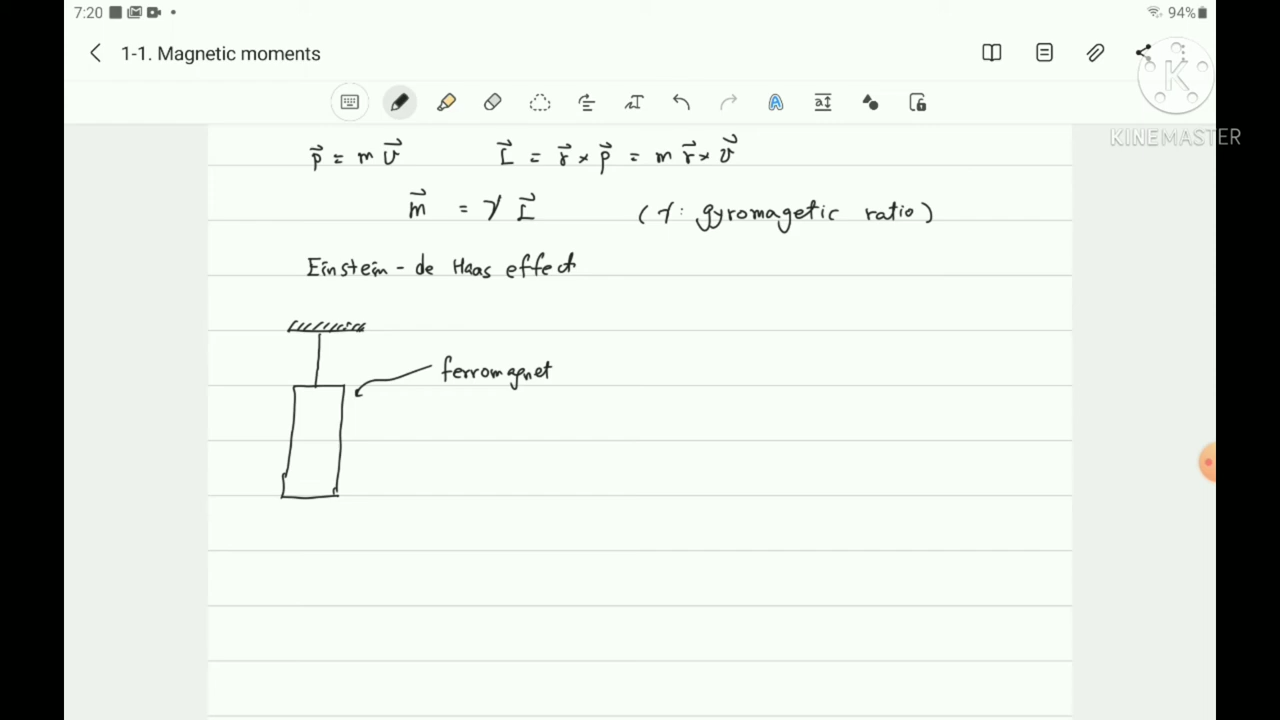 7:20 94%
1-1. Magnetic moments
K
KINEMASTER
p⃗ = m v⃗ L⃗ = r⃗ × p⃗ = m r⃗ × v⃗
m⃗ = γ L⃗ (γ: gyromagetic ratio)
Einstein - de Haas effect
ferromagnet